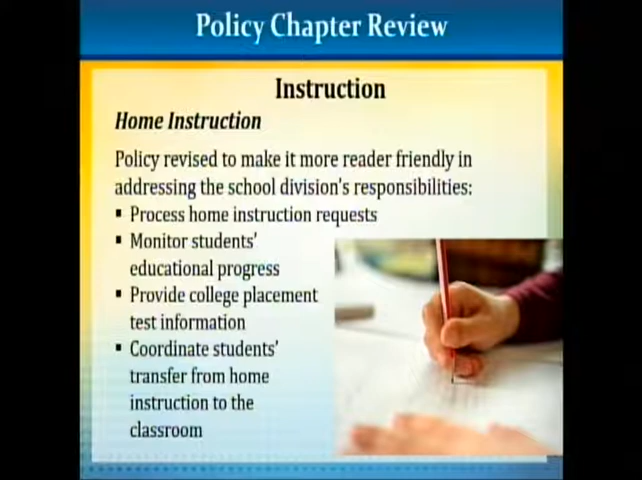 Policy Chapter Review
Instruction
Home Instruction
Policy revised to make it more reader friendly in
addressing the school division's responsibilities:
▪ Process home instruction requests
▪ Monitor students'
educational progress
▪ Provide college placement
test information
▪ Coordinate students'
transfer from home
instruction to the
classroom